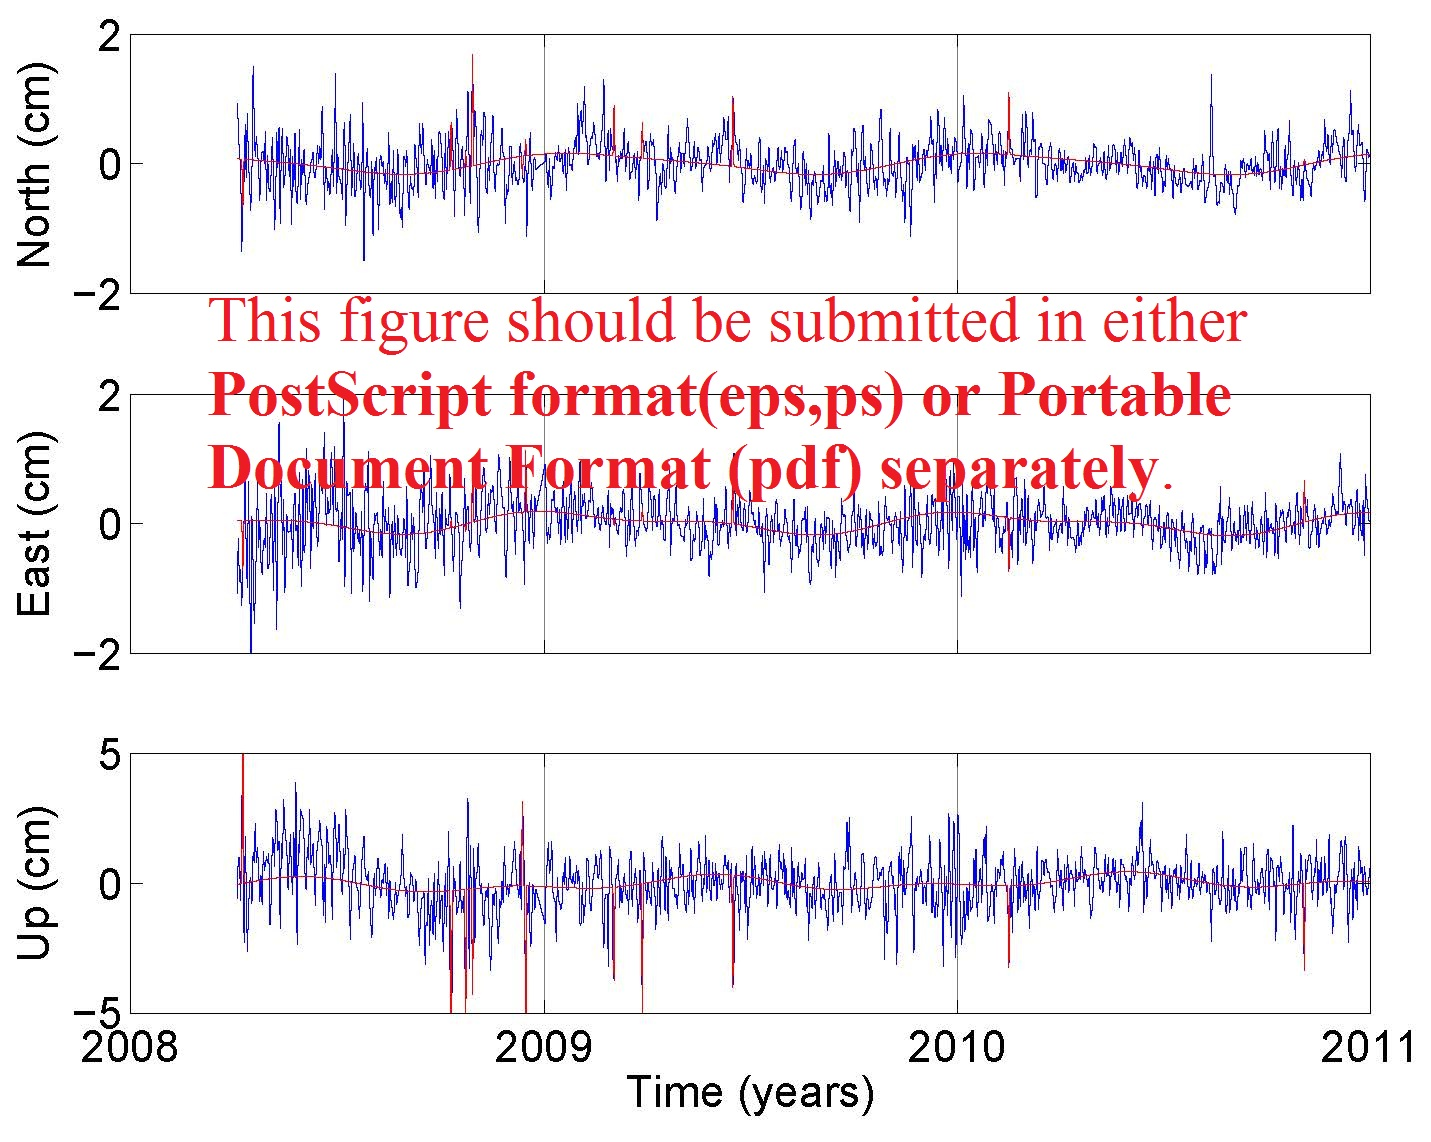 2
0
−2
North (cm)
This figure should be submitted in either
PostScript format(eps,ps) or Portable
Document Format (pdf) separately.
2
0
−2
East (cm)
5
0
−5
Up (cm)
2008 2009 2010 2011
Time (years)